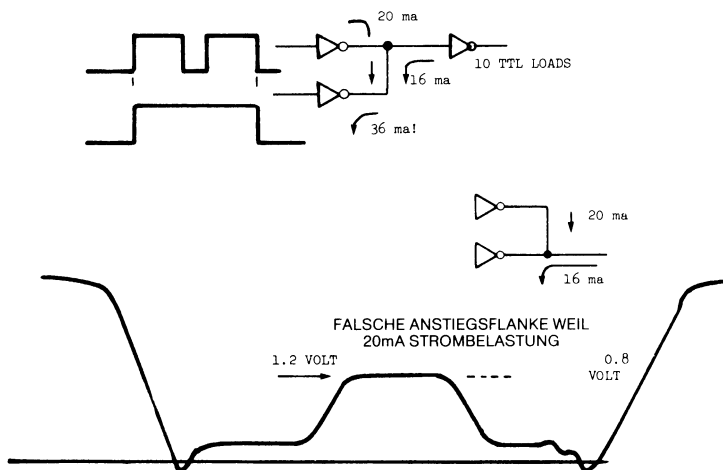 20 ma
10 TTL LOADS
16 ma
36 ma!
20 ma
16 ma
FALSCHE ANSTIEGSFLANKE WEIL
20mA STROMBELASTUNG
1.2 VOLT
0.8
VOLT